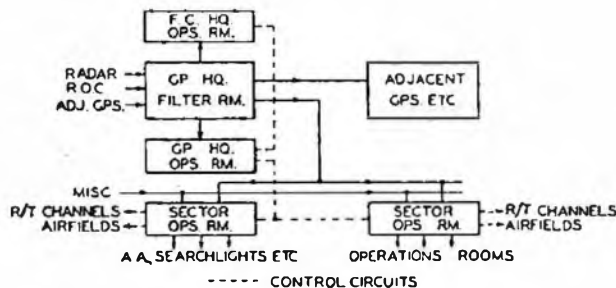 F.C. HQ.
OPS. RM.
RADAR
R.O.C
ADJ. GPS.
GP HQ.
FILTER RM.
ADJACENT
GPS. ETC
GP HQ.
OPS RM.
MISC
R/T CHANNELS
AIRFIELDS
SECTOR
OPS RM.
SECTOR
OPS RM.
R/T CHANNELS
AIRFIELDS
A A, SEARCHLIGHTS ETC
OPERATIONS ROOMS
CONTROL CIRCUITS